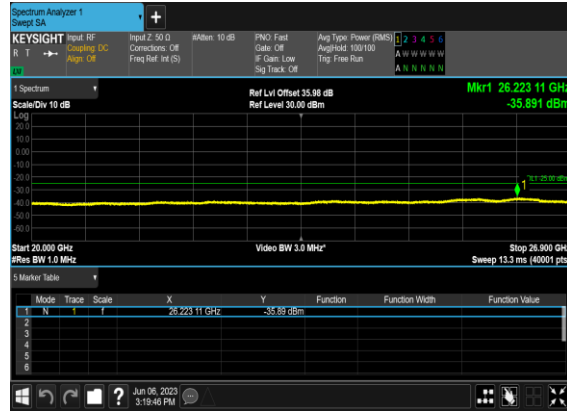 Spectrum Analyzer 1
Swept SA
KEYSIGHT Input: RF Input Z: 50 Ω #Atten: 10 dB PNO: Fast Avg Type: Power (RMS) 1 2 3 4 5 6
R T Coupling: DC Corrections: Off Gate: Off Avg|Hold: 100/100 A W W W W W
Align: Off Freq Ref: Int (S) IF Gain: Low Trig: Free Run
Sig Track: Off A N N N N N
1 Spectrum Ref Lvl Offset 35.98 dB Mkr1 26.223 11 GHz
Scale/Div 10 dB Ref Level 30.00 dBm -35.891 dBm
Log
20.0
10.0
0.00
-10.0
-20.0
-30.0 1
-40.0
-50.0
-60.0
Start 20.000 GHz Video BW 3.0 MHz* Stop 26.900 GHz
#Res BW 1.0 MHz Sweep 13.3 ms (40001 pts)
5 Marker Table
Mode Trace Scale X Y Function Function Width Function Value
1 N 1 f 26.223 11 GHz -35.89 dBm
2
3
4
5
6
? Jun 06, 2023
3:19:46 PM